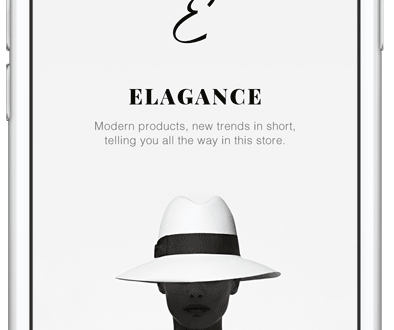 E
ELAGANCE
Modern products, new trends in short,
telling you all the way in this store.